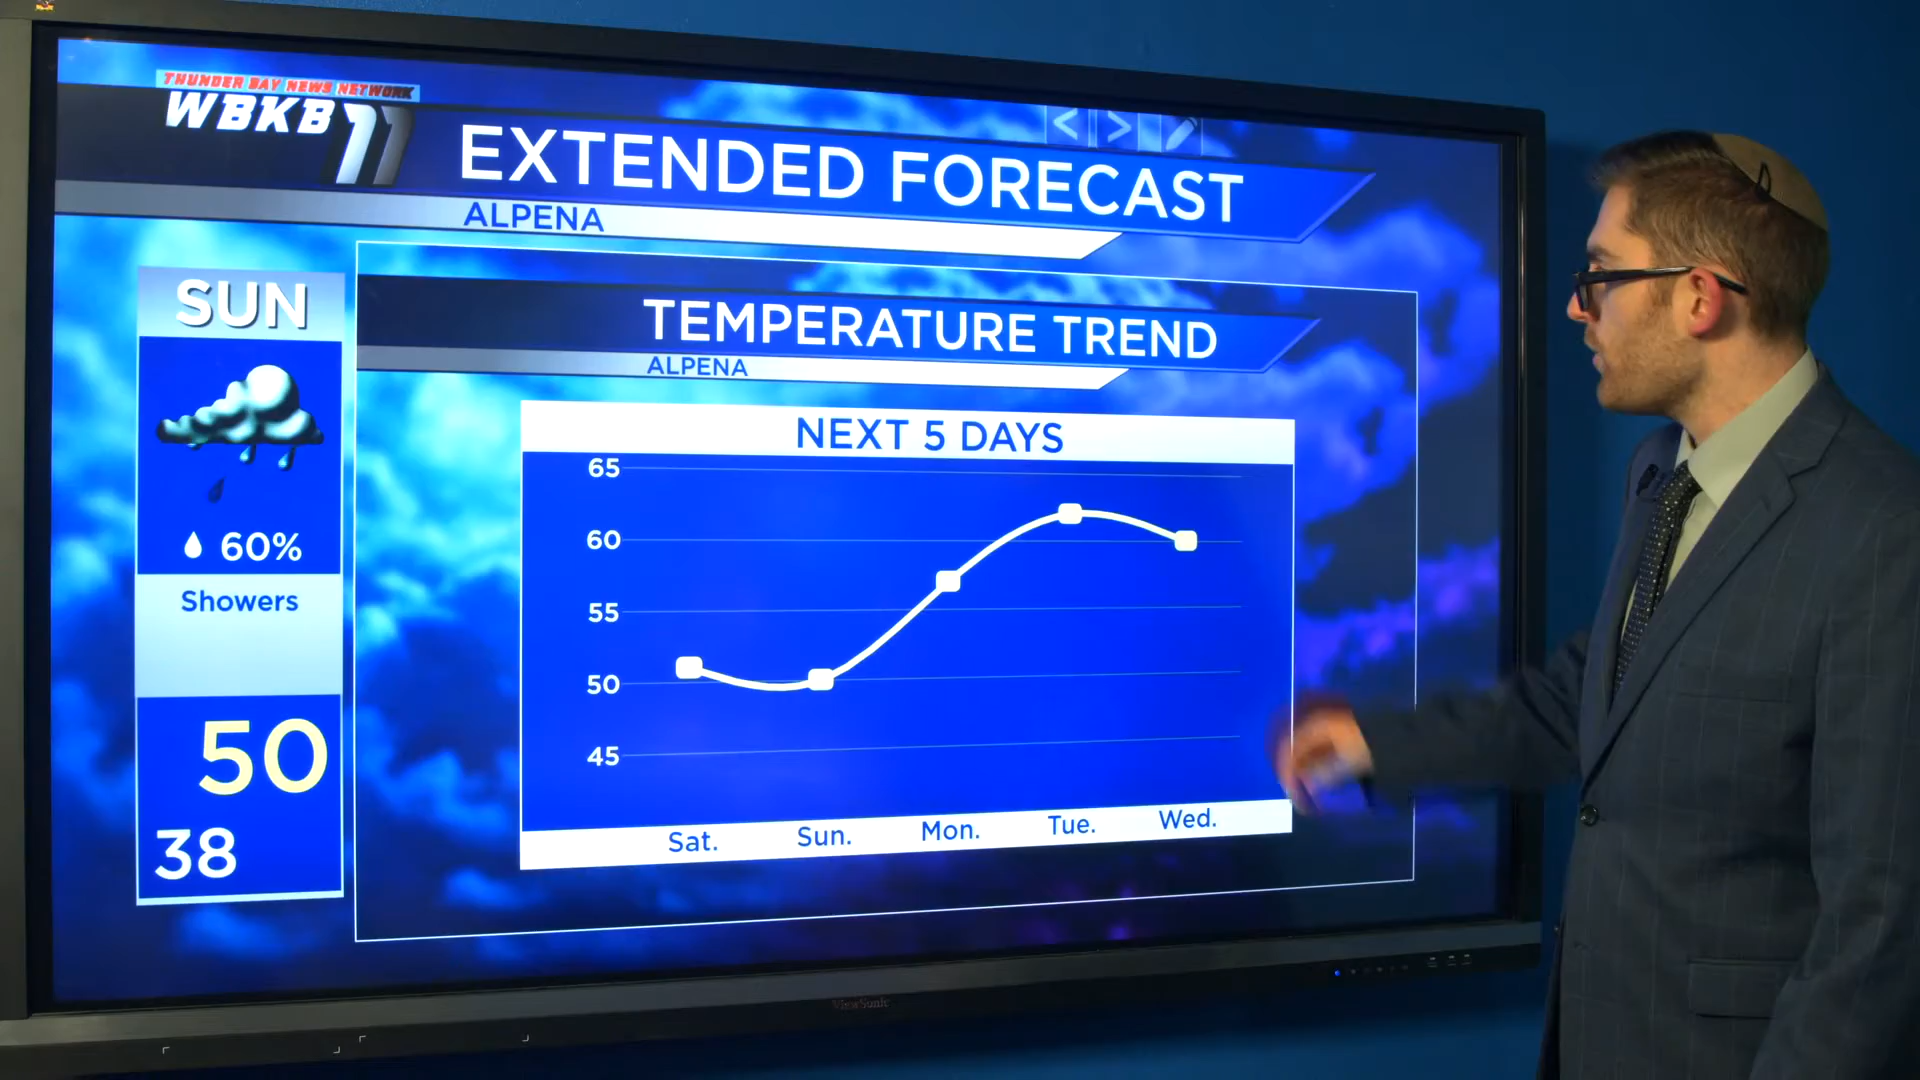 THUNDER BAY NEWS NETWORK
WBKB 11
EXTENDED FORECAST
ALPENA
SUN
60%
Showers
50
38
TEMPERATURE TREND
ALPENA
NEXT 5 DAYS
65
60
55
50
45
Sat. Sun. Mon. Tue. Wed.
ViewSonic